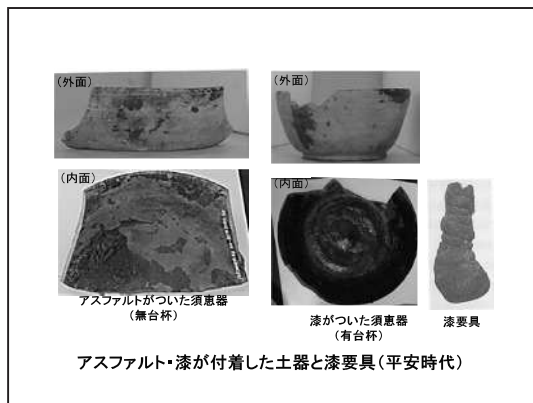 （外面）
（外面）
（内面）
（内面）
アスファルトがついた須恵器
（無台杯）
漆がついた須恵器
（有台杯）
漆要具
アスファルト・漆が付着した土器と漆要具（平安時代）